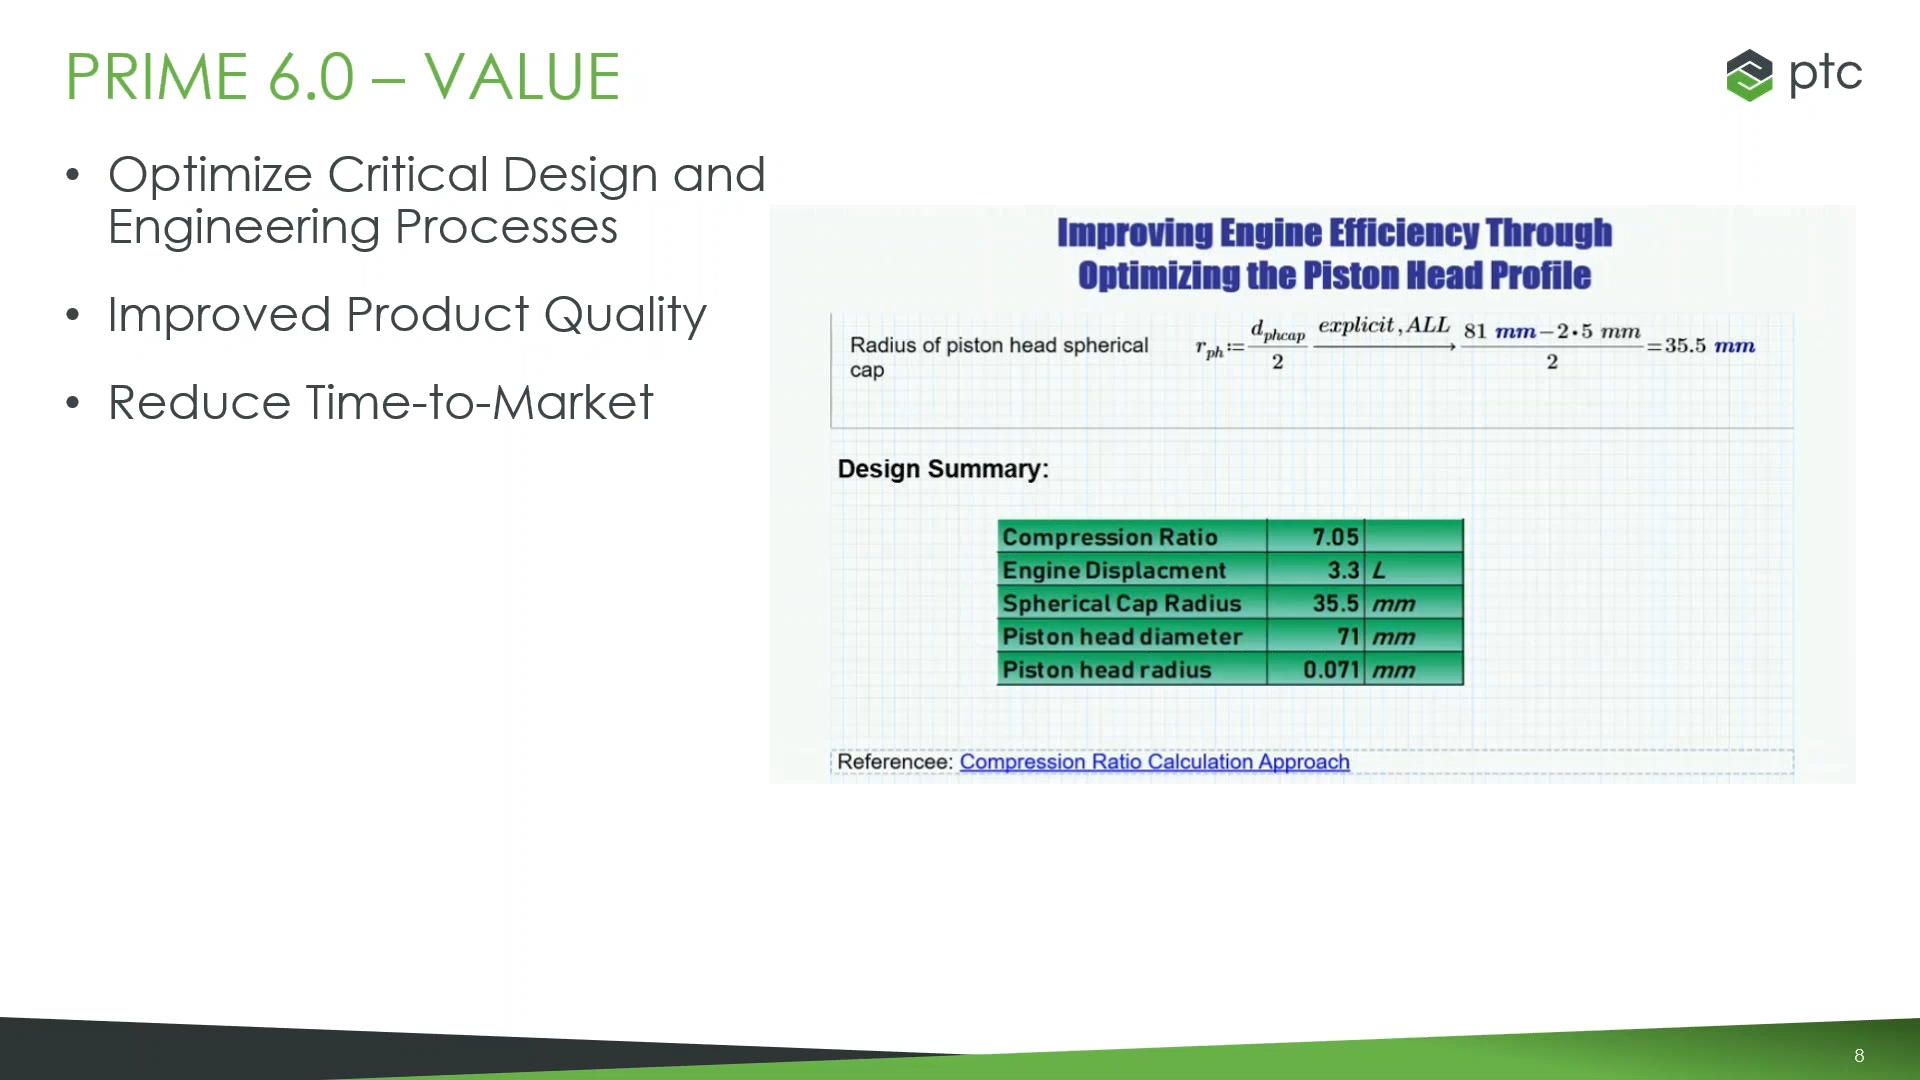 PRIME 6.0 – VALUE
ptc
• Optimize Critical Design and
Engineering Processes
• Improved Product Quality
• Reduce Time-to-Market
Improving Engine Efficiency Through
Optimizing the Piston Head Profile
Radius of piston head spherical
cap
r_ph := d_phcap/2 explicit, ALL → (81 mm − 2 • 5 mm)/2 = 35.5 mm
Design Summary:
Compression Ratio 7.05
Engine Displacment 3.3 L
Spherical Cap Radius 35.5 mm
Piston head diameter 71 mm
Piston head radius 0.071 mm
Referencee: Compression Ratio Calculation Approach
8